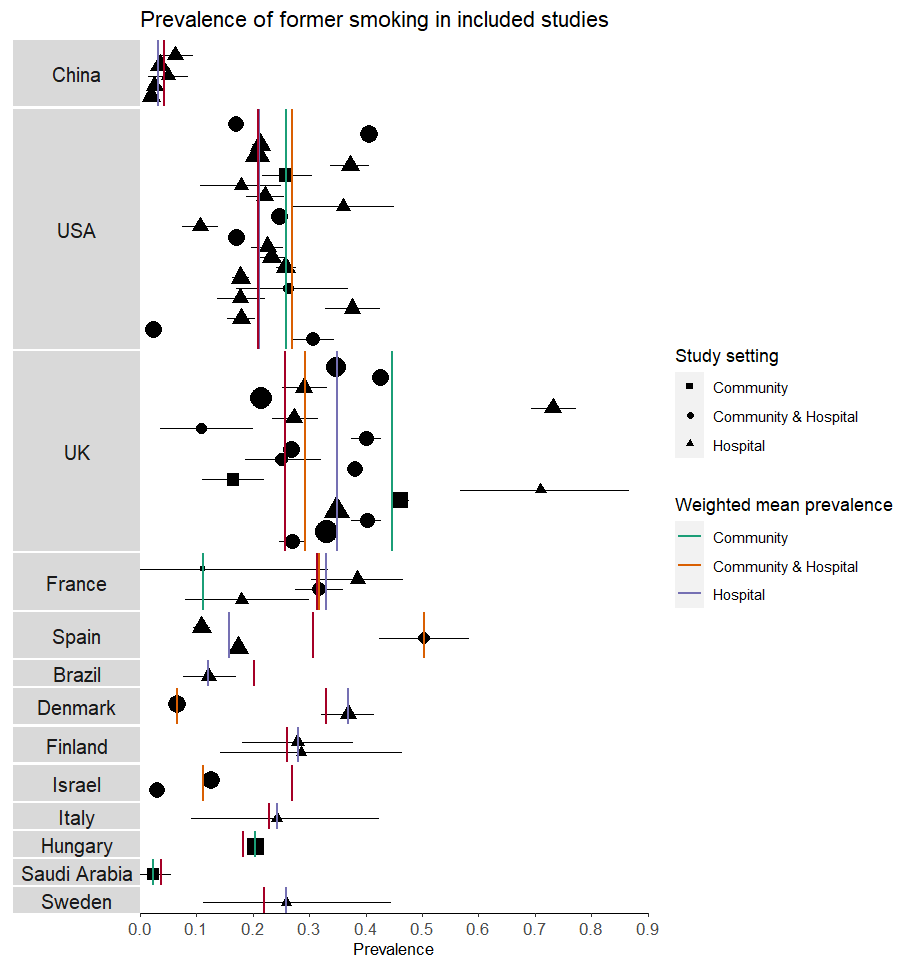 Prevalence of former smoking in included studies
China
USA
UK
France
Spain
Brazil
Denmark
Finland
Israel
Italy
Hungary
Saudi Arabia
Sweden
0.0 0.1 0.2 0.3 0.4 0.5 0.6 0.7 0.8 0.9
Prevalence
Study setting
Community
Community & Hospital
Hospital
Weighted mean prevalence
Community
Community & Hospital
Hospital